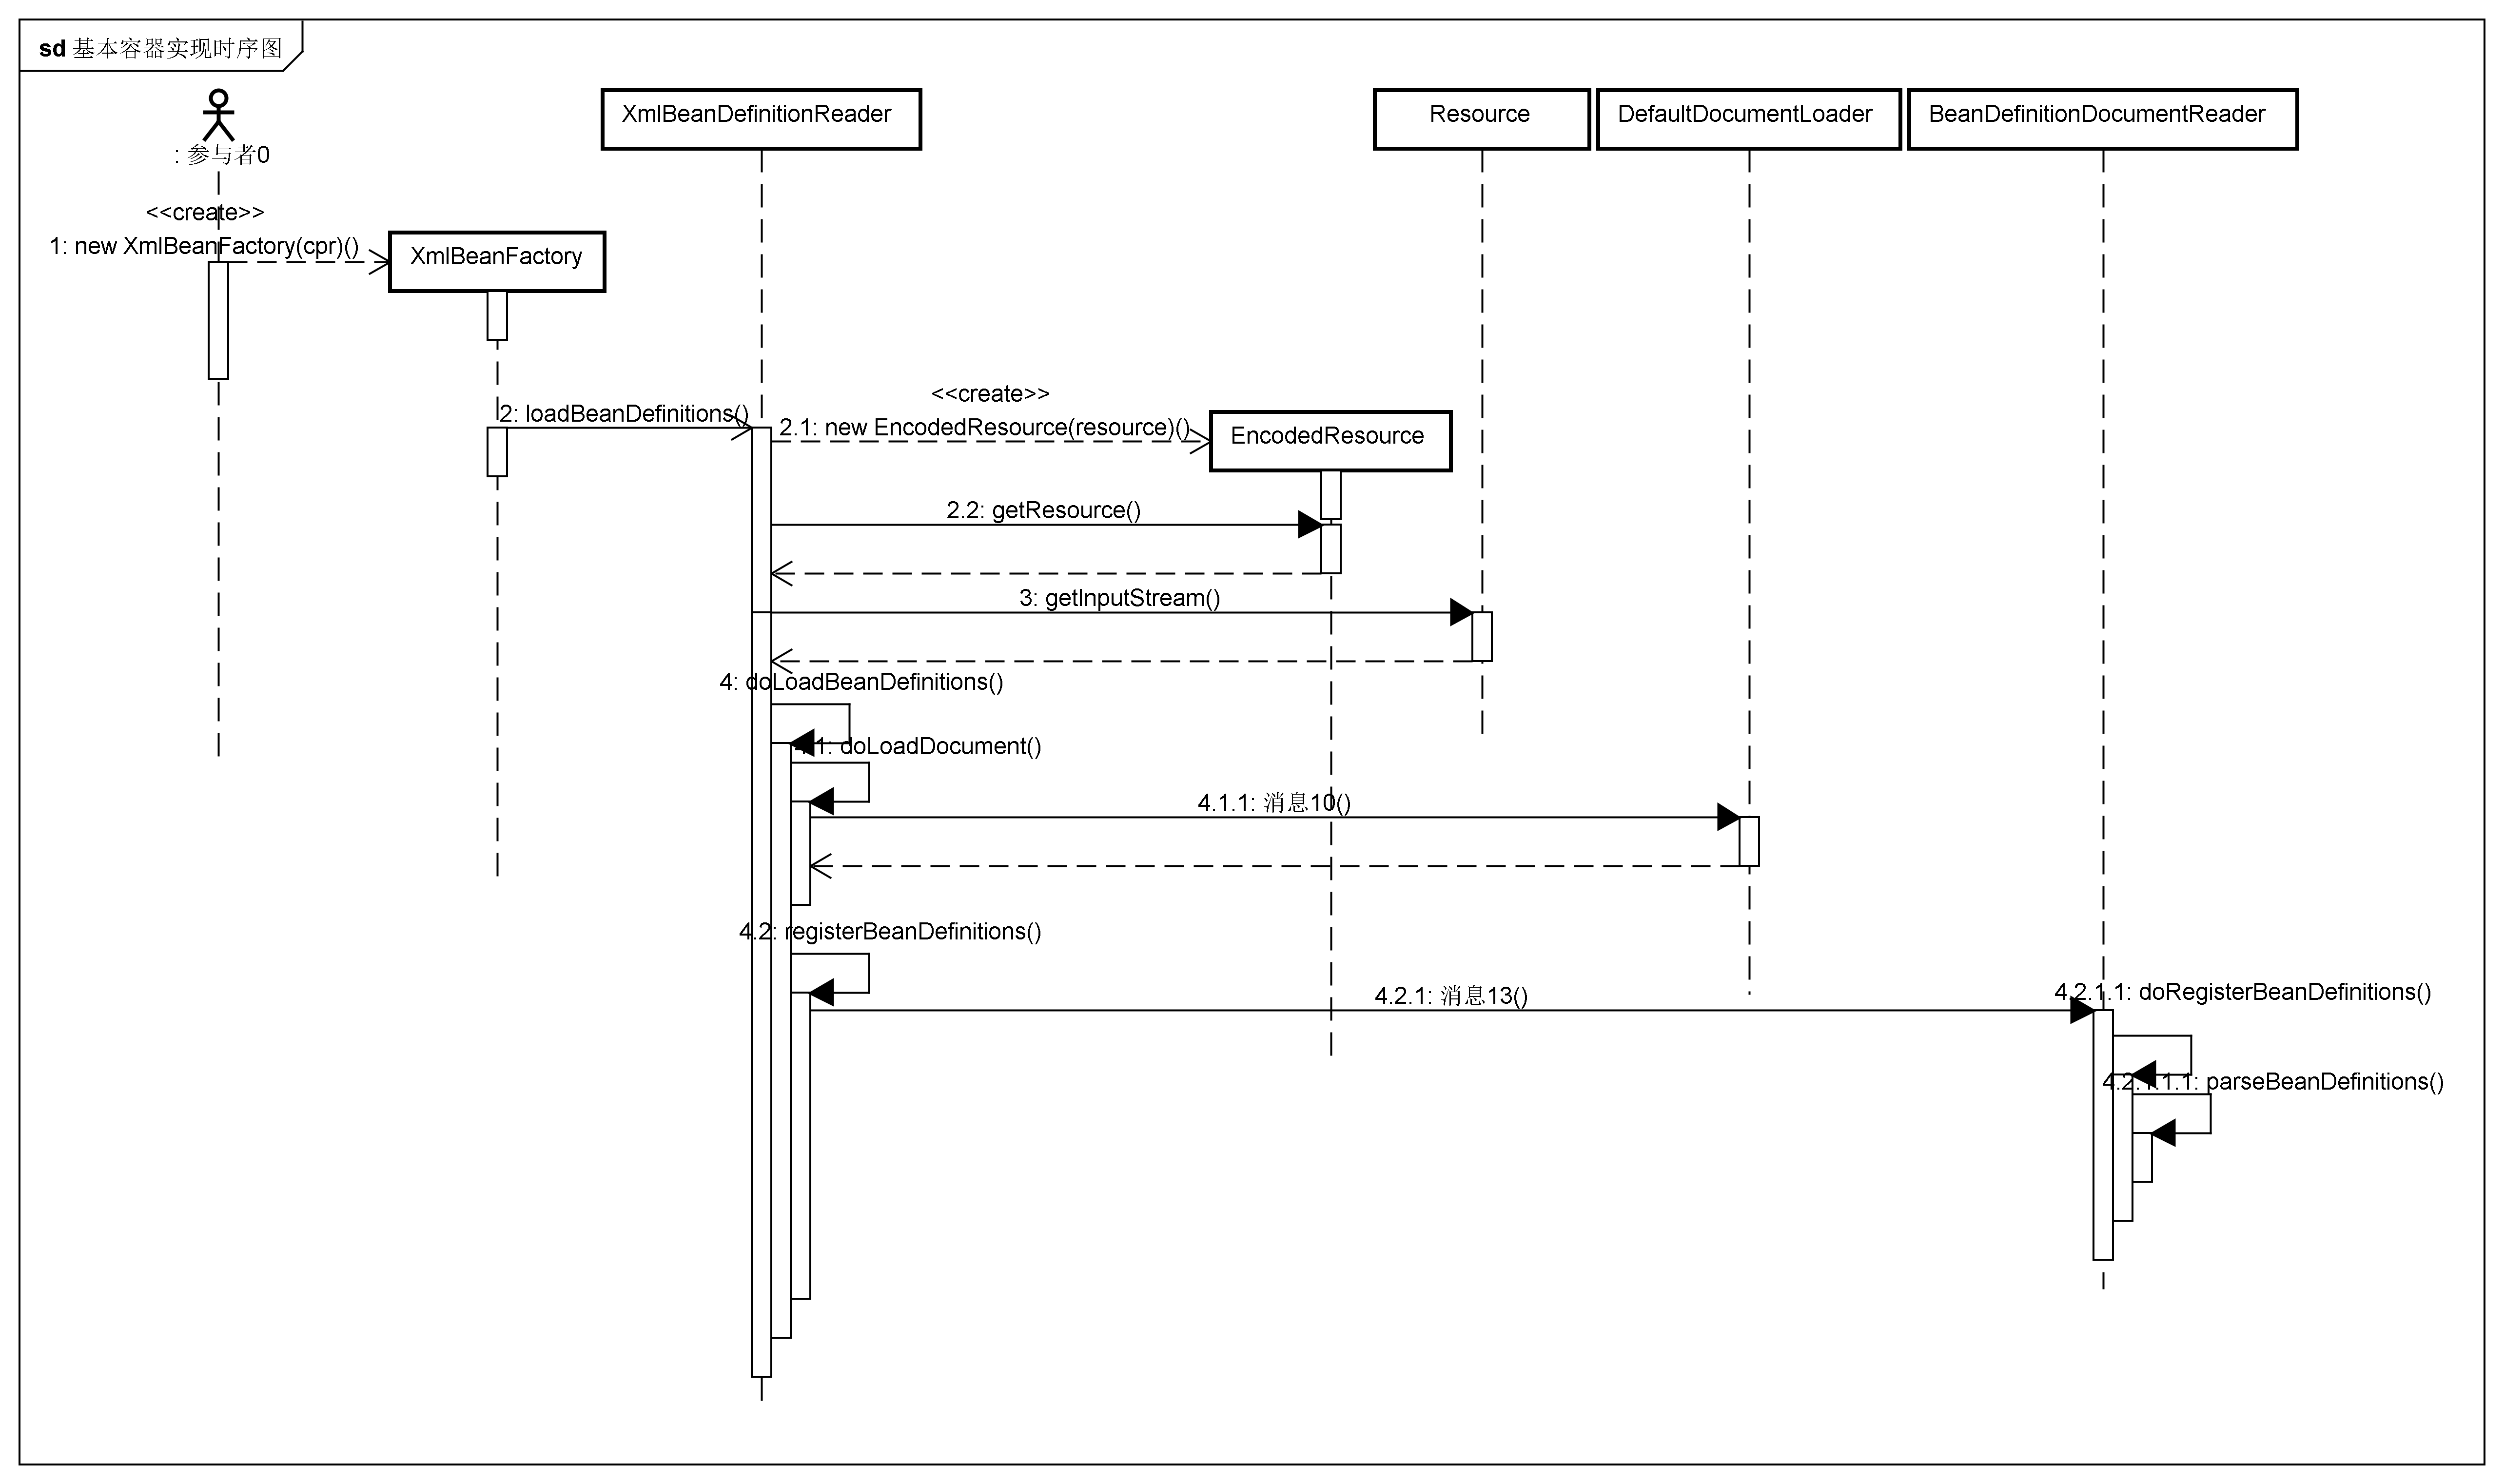 sd 基本容器实现时序图
XmlBeanDefinitionReader
Resource
DefaultDocumentLoader
BeanDefinitionDocumentReader
: 参与者0
<<create>>
1: new XmlBeanFactory(cpr)()
XmlBeanFactory
<<create>>
2: loadBeanDefinitions()
2.1: new EncodedResource(resource)()
EncodedResource
2.2: getResource()
3: getInputStream()
4: doLoadBeanDefinitions()
4.1: doLoadDocument()
4.1.1: 消息10()
4.2: registerBeanDefinitions()
4.2.1: 消息13()
4.2.1.1: doRegisterBeanDefinitions()
4.2.1.1.1: parseBeanDefinitions()